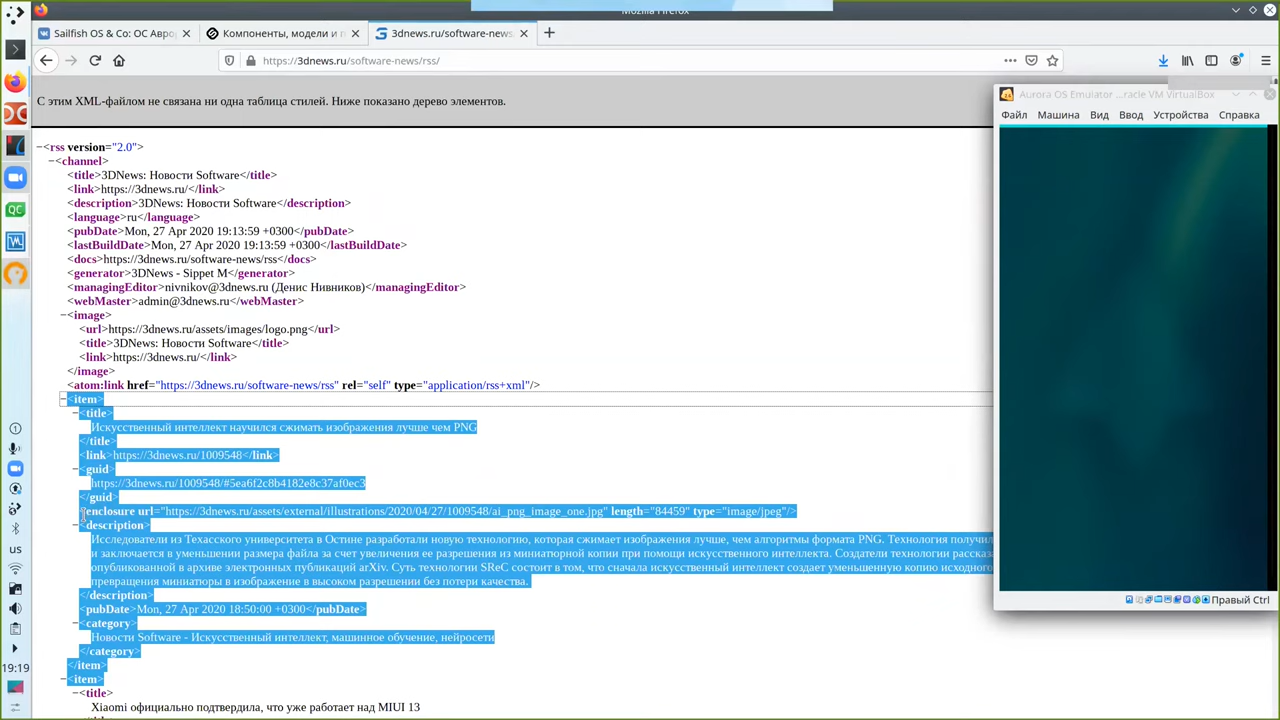 Mozilla Firefox
Sailfish OS & Co: ОС Авро
Компоненты, модели и п
3dnews.ru/software-news
https://3dnews.ru/software-news/rss/
С этим XML-файлом не связана ни одна таблица стилей. Ниже показано дерево элементов.
−<rss version="2.0">
−<channel>
<title>3DNews: Новости Software</title>
<link>https://3dnews.ru/</link>
<description>3DNews: Новости Software</description>
<language>ru</language>
<pubDate>Mon, 27 Apr 2020 19:13:59 +0300</pubDate>
<lastBuildDate>Mon, 27 Apr 2020 19:13:59 +0300</lastBuildDate>
<docs>https://3dnews.ru/software-news/rss</docs>
<generator>3DNews - Sippet M</generator>
<managingEditor>nivnikov@3dnews.ru (Денис Нивников)</managingEditor>
<webMaster>admin@3dnews.ru</webMaster>
−<image>
<url>https://3dnews.ru/assets/images/logo.png</url>
<title>3DNews: Новости Software</title>
<link>https://3dnews.ru/</link>
</image>
<atom:link href="https://3dnews.ru/software-news/rss" rel="self" type="application/rss+xml"/>
−<item>
−<title>
Искусственный интеллект научился сжимать изображения лучше чем PNG
</title>
<link>https://3dnews.ru/1009548</link>
−<guid>
https://3dnews.ru/1009548/#5ea6f2c8b4182e8c37af0ec3
</guid>
<enclosure url="https://3dnews.ru/assets/external/illustrations/2020/04/27/1009548/ai_png_image_one.jpg" length="84459" type="image/jpeg"/>
−<description>
Исследователи из Техасского университета в Остине разработали новую технологию, которая сжимает изображения лучше, чем алгоритмы формата PNG. Технология получил
и заключается в уменьшении размера файла за счет увеличения ее разрешения из миниатюрной копии при помощи искусственного интеллекта. Создатели технологии расска
опубликованной в архиве электронных публикаций arXiv. Суть технологии SReC состоит в том, что сначала искусственный интеллект создает уменьшенную копию исходного
превращения миниатюры в изображение в высоком разрешении без потери качества.
</description>
<pubDate>Mon, 27 Apr 2020 18:50:00 +0300</pubDate>
−<category>
Новости Software - Искусственный интеллект, машинное обучение, нейросети
</category>
</item>
−<item>
−<title>
Xiaomi официально подтвердила, что уже работает над MIUI 13
Aurora OS Emulator ...racle VM VirtualBox
Файл Машина Вид Ввод Устройства Справка
Правый Ctrl
QC
us
19:19